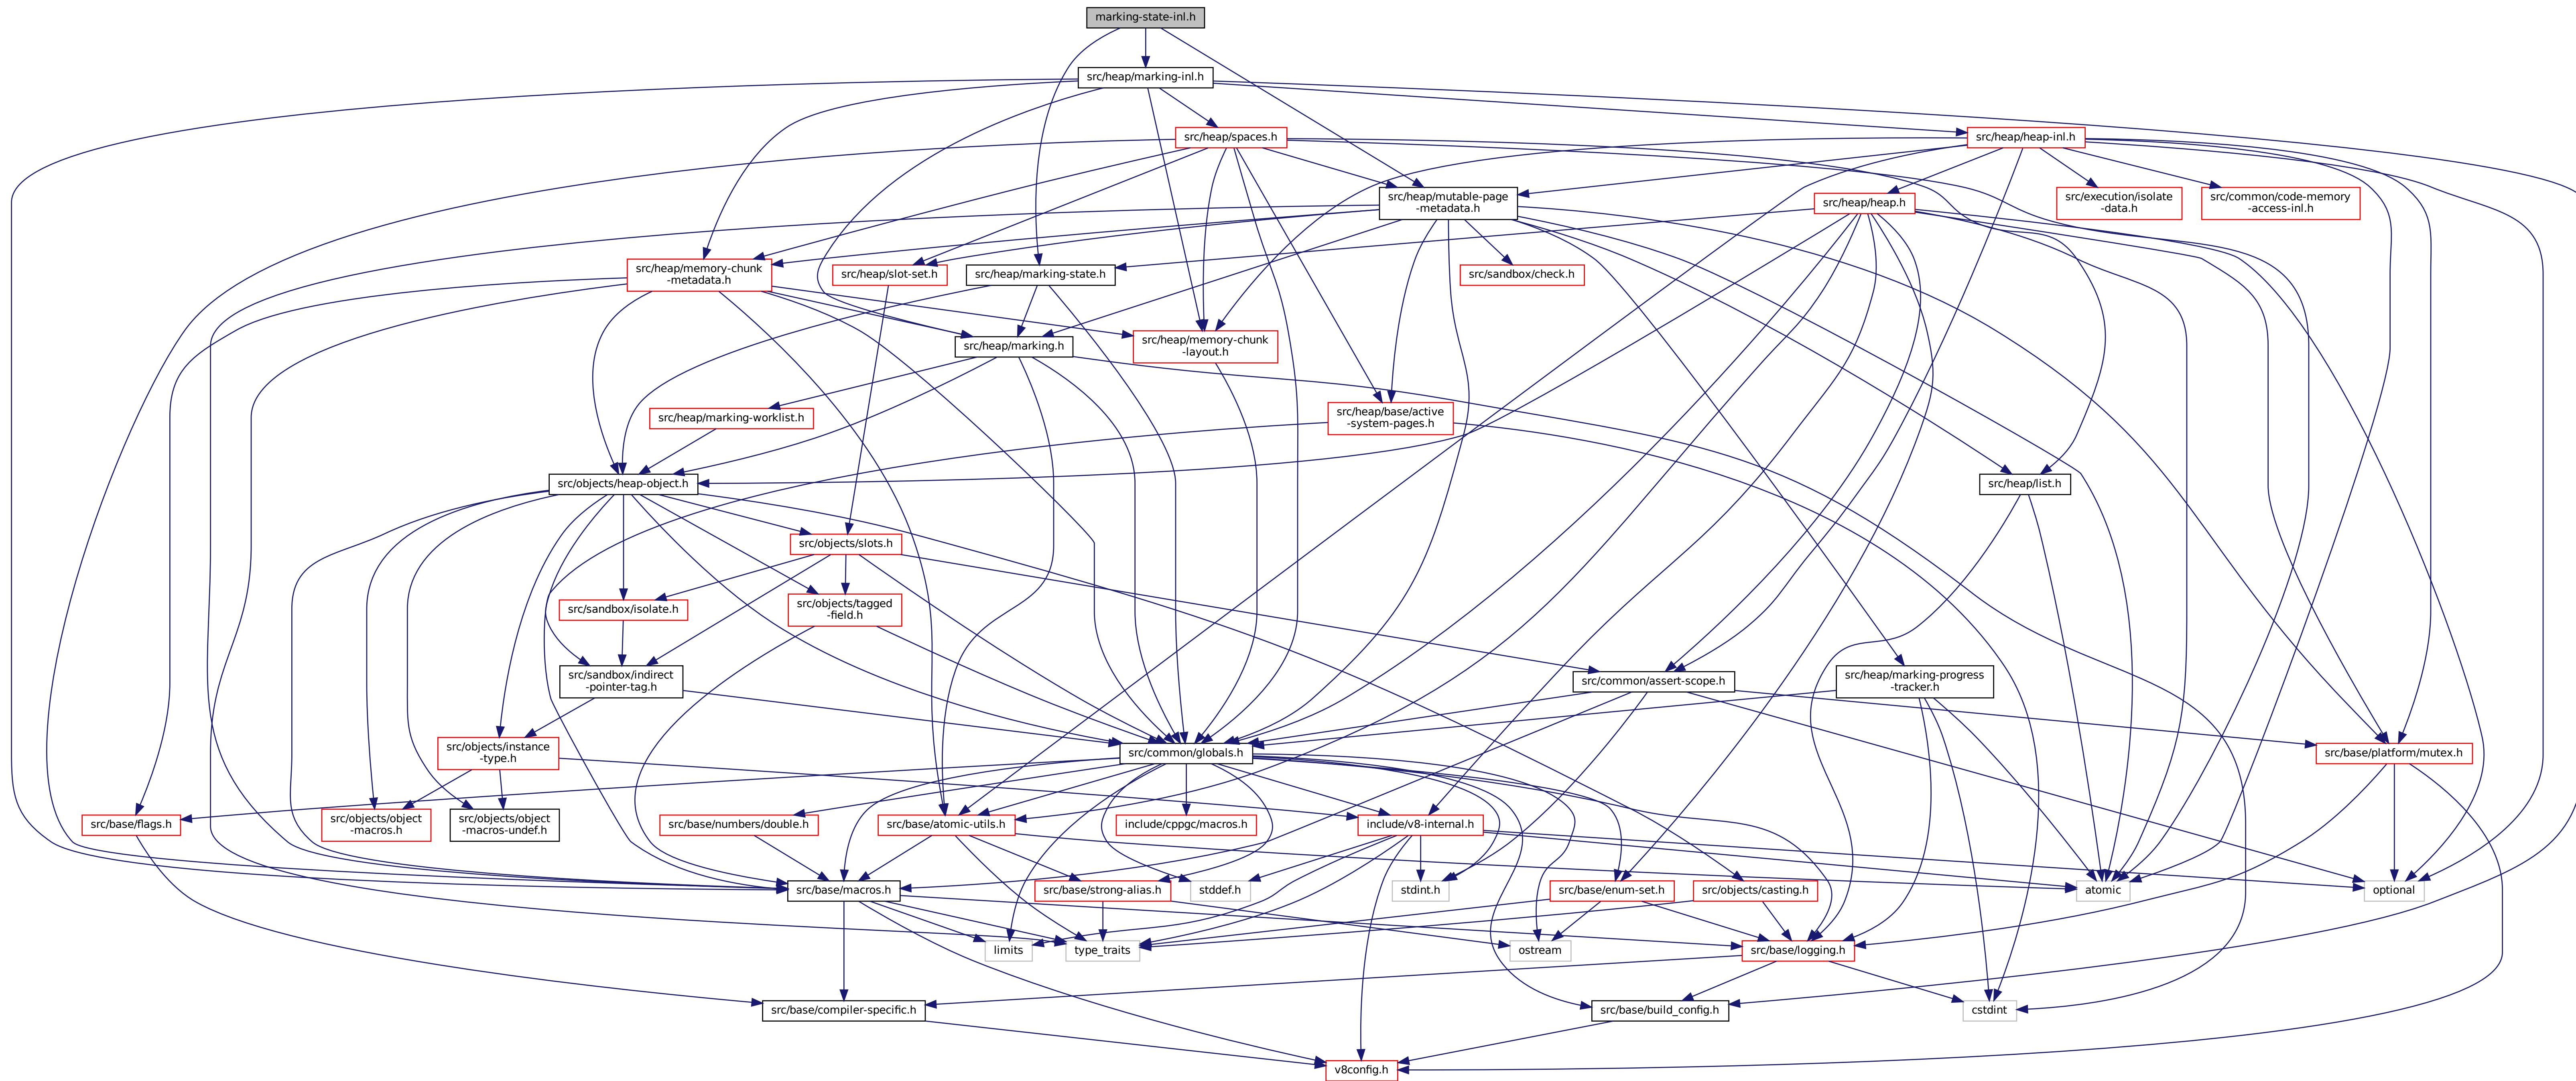 marking-state-inl.h
src/heap/marking-inl.h
src/heap/spaces.h
src/heap/heap-inl.h
src/heap/mutable-page
-metadata.h
src/heap/heap.h
src/execution/isolate
-data.h
src/common/code-memory
-access-inl.h
src/heap/memory-chunk
-metadata.h
src/heap/slot-set.h
src/heap/marking-state.h
src/sandbox/check.h
src/heap/marking.h
src/heap/memory-chunk
-layout.h
src/heap/marking-worklist.h
src/heap/base/active
-system-pages.h
src/objects/heap-object.h
src/heap/list.h
src/objects/slots.h
src/sandbox/isolate.h
src/objects/tagged
-field.h
src/sandbox/indirect
-pointer-tag.h
src/common/assert-scope.h
src/heap/marking-progress
-tracker.h
src/objects/instance
-type.h
src/common/globals.h
src/base/platform/mutex.h
src/base/flags.h
src/objects/object
-macros.h
src/objects/object
-macros-undef.h
src/base/numbers/double.h
src/base/atomic-utils.h
include/cppgc/macros.h
include/v8-internal.h
src/base/macros.h
src/base/strong-alias.h
stddef.h
stdint.h
src/base/enum-set.h
src/objects/casting.h
atomic
optional
limits
type_traits
ostream
src/base/logging.h
src/base/compiler-specific.h
src/base/build_config.h
cstdint
v8config.h